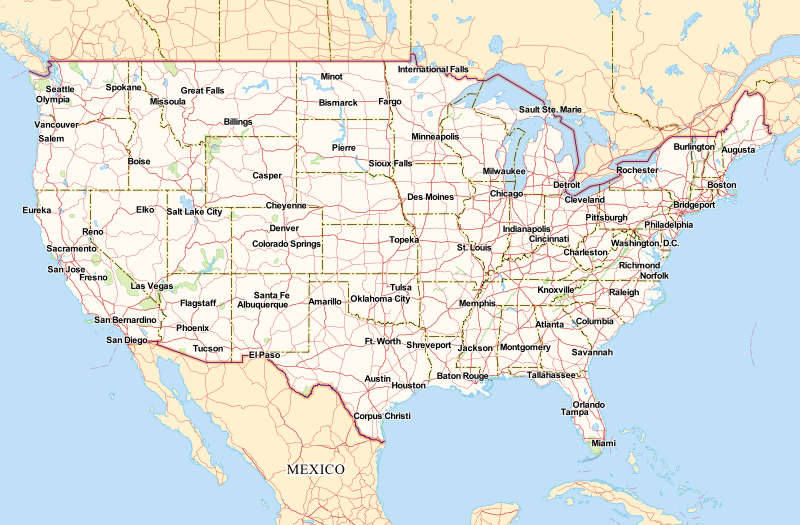 International Falls
Minot
Seattle
Spokane
Great Falls
Olympia
Missoula
Bismarck
Fargo
Sault Ste. Marie
Billings
Vancouver
Salem
Minneapolis
Burlington
Augusta
Pierre
Boise
Sioux Falls
Milwaukee
Rochester
Casper
Detroit
Boston
Chicago
Des Moines
Cleveland
Bridgeport
Cheyenne
Eureka
Elko
Salt Lake City
Pittsburgh
Philadelphia
Reno
Denver
Indianapolis
Cincinnati
Topeka
Colorado Springs
Washington, D.C.
Sacramento
St. Louis
Charleston
San Jose
Richmond
Fresno
Norfolk
Las Vegas
Tulsa
Knoxville
Raleigh
Santa Fe
Flagstaff
Albuquerque
Amarillo
Oklahoma City
Memphis
San Bernardino
Columbia
Atlanta
Phoenix
San Diego
Ft. Worth
Shreveport
Jackson
Montgomery
Tucson
El Paso
Savannah
Austin
Houston
Baton Rouge
Tallahassee
Orlando
Tampa
Corpus Christi
Miami
MEXICO